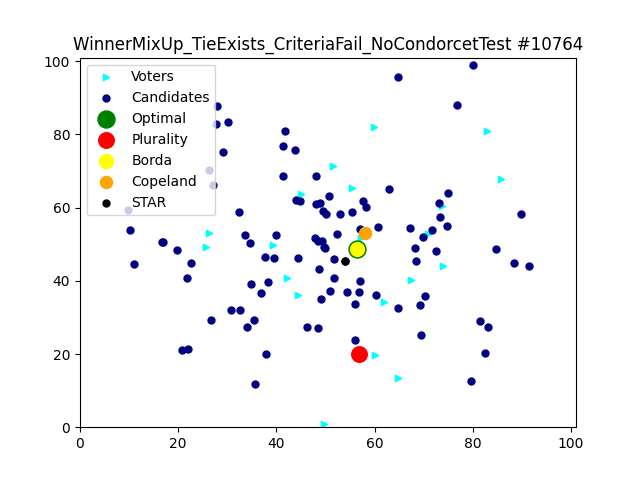 WinnerMixUp_TieExists_CriteriaFail_NoCondorcetTest #10764
Voters
Candidates
Optimal
Plurality
Borda
Copeland
STAR
100
80
60
40
20
0
0 20 40 60 80 100